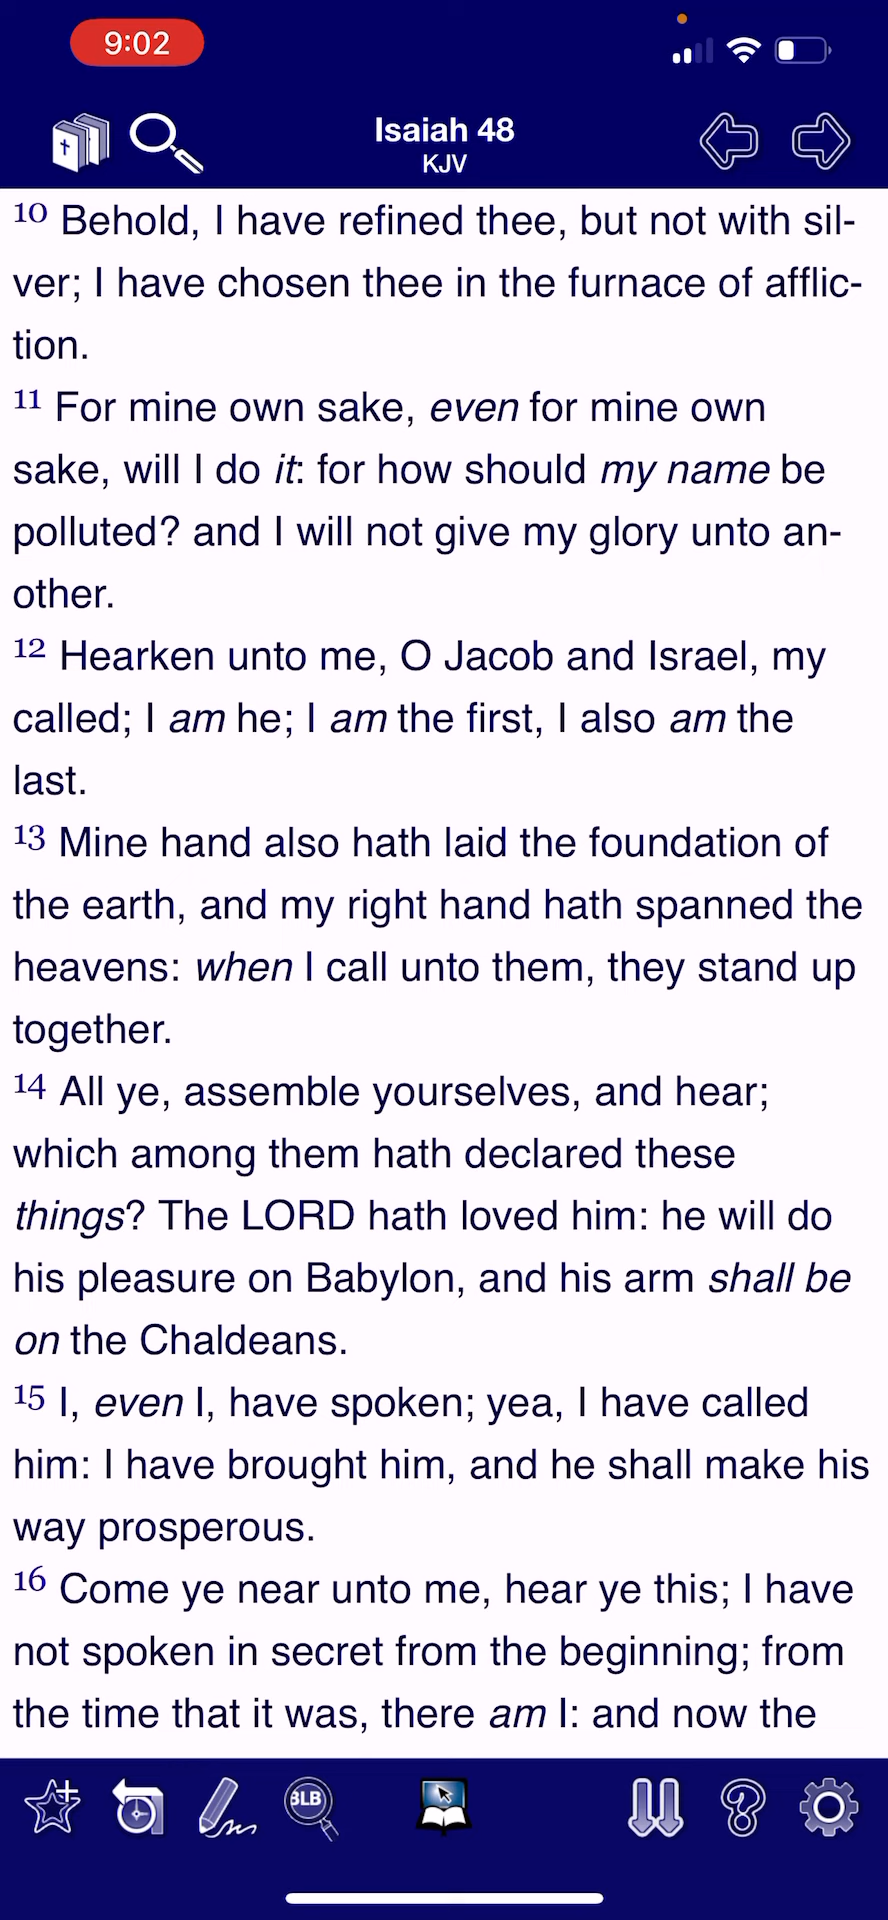 9:02
Isaiah 48
KJV
10 Behold, I have refined thee, but not with sil-
ver; I have chosen thee in the furnace of afflic-
tion.
11 For mine own sake, even for mine own
sake, will I do it: for how should my name be
polluted? and I will not give my glory unto an-
other.
12 Hearken unto me, O Jacob and Israel, my
called; I am he; I am the first, I also am the
last.
13 Mine hand also hath laid the foundation of
the earth, and my right hand hath spanned the
heavens: when I call unto them, they stand up
together.
14 All ye, assemble yourselves, and hear;
which among them hath declared these
things? The LORD hath loved him: he will do
his pleasure on Babylon, and his arm shall be
on the Chaldeans.
15 I, even I, have spoken; yea, I have called
him: I have brought him, and he shall make his
way prosperous.
16 Come ye near unto me, hear ye this; I have
not spoken in secret from the beginning; from
the time that it was, there am I: and now the
BLB